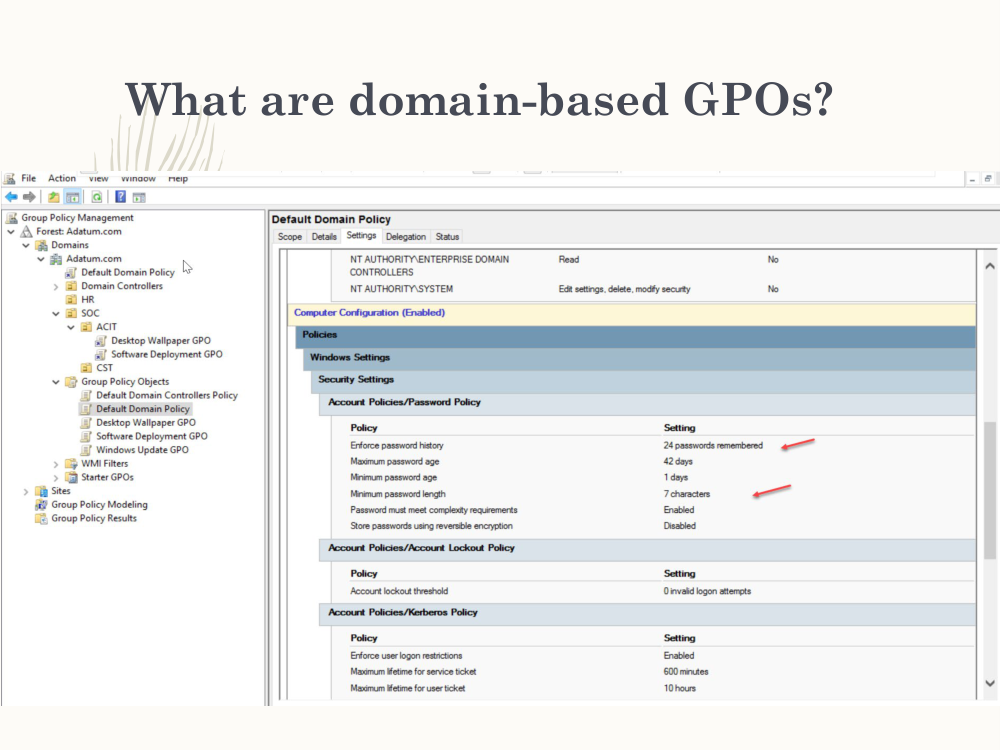 What are domain-based GPOs?
File Action View Window Help
Group Policy Management
Forest: Adatum.com
Domains
Adatum.com
Default Domain Policy
Domain Controllers
HR
SOC
ACIT
Desktop Wallpaper GPO
Software Deployment GPO
CST
Group Policy Objects
Default Domain Controllers Policy
Default Domain Policy
Desktop Wallpaper GPO
Software Deployment GPO
Windows Update GPO
WMI Filters
Starter GPOs
Sites
Group Policy Modeling
Group Policy Results
Default Domain Policy
Scope Details Settings Delegation Status
NT AUTHORITY\ENTERPRISE DOMAIN Read No
CONTROLLERS
NT AUTHORITY\SYSTEM Edit settings, delete, modify security No
Computer Configuration (Enabled)
Policies
Windows Settings
Security Settings
Account Policies/Password Policy
Policy Setting
Enforce password history 24 passwords remembered
Maximum password age 42 days
Minimum password age 1 days
Minimum password length 7 characters
Password must meet complexity requirements Enabled
Store passwords using reversible encryption Disabled
Account Policies/Account Lockout Policy
Policy Setting
Account lockout threshold 0 invalid logon attempts
Account Policies/Kerberos Policy
Policy Setting
Enforce user logon restrictions Enabled
Maximum lifetime for service ticket 600 minutes
Maximum lifetime for user ticket 10 hours